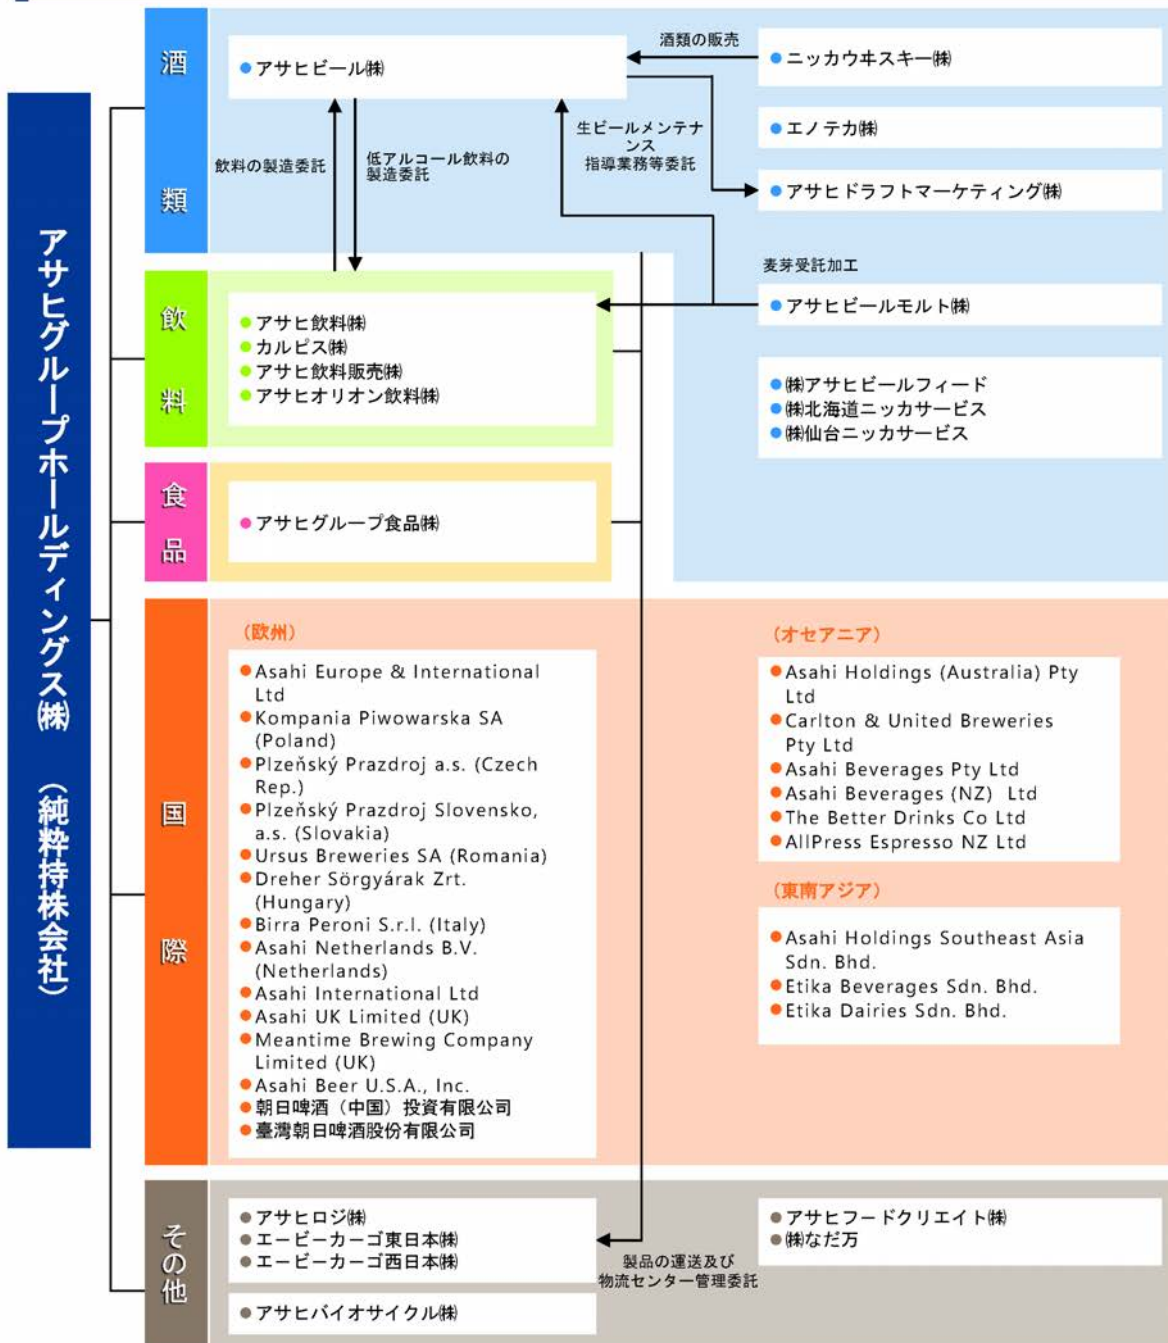 アサヒグループホールディングス㈱ (純粋持株会社)
酒類
アサヒビール㈱
酒類の販売
ニッカウヰスキー㈱
エノテカ㈱
アサヒドラフトマーケティング㈱
生ビールメンテナ
ンス
指導業務等委託
飲料の製造委託
低アルコール飲料の
製造委託
麦芽受託加工
アサヒビールモルト㈱
㈱アサヒビールフィード
㈱北海道ニッカサービス
㈱仙台ニッカサービス
飲料
アサヒ飲料㈱
カルピス㈱
アサヒ飲料販売㈱
アサヒオリオン飲料㈱
食品
アサヒグループ食品㈱
国際
(欧州)
Asahi Europe & International
Ltd
Kompania Piwowarska SA
(Poland)
Plzeňský Prazdroj a.s. (Czech
Rep.)
Plzeňský Prazdroj Slovensko,
a.s. (Slovakia)
Ursus Breweries SA (Romania)
Dreher Sörgyárak Zrt.
(Hungary)
Birra Peroni S.r.l. (Italy)
Asahi Netherlands B.V.
(Netherlands)
Asahi International Ltd
Asahi UK Limited (UK)
Meantime Brewing Company
Limited (UK)
Asahi Beer U.S.A., Inc.
朝日啤酒（中国）投資有限公司
臺灣朝日啤酒股份有限公司
(オセアニア)
Asahi Holdings (Australia) Pty
Ltd
Carlton & United Breweries
Pty Ltd
Asahi Beverages Pty Ltd
Asahi Beverages (NZ) Ltd
The Better Drinks Co Ltd
AllPress Espresso NZ Ltd
(東南アジア)
Asahi Holdings Southeast Asia
Sdn. Bhd.
Etika Beverages Sdn. Bhd.
Etika Dairies Sdn. Bhd.
その他
アサヒロジ㈱
エービーカーゴ東日本㈱
エービーカーゴ西日本㈱
アサヒバイオサイクル㈱
製品の運送及び
物流センター管理委託
アサヒフードクリエイト㈱
㈱なだ万